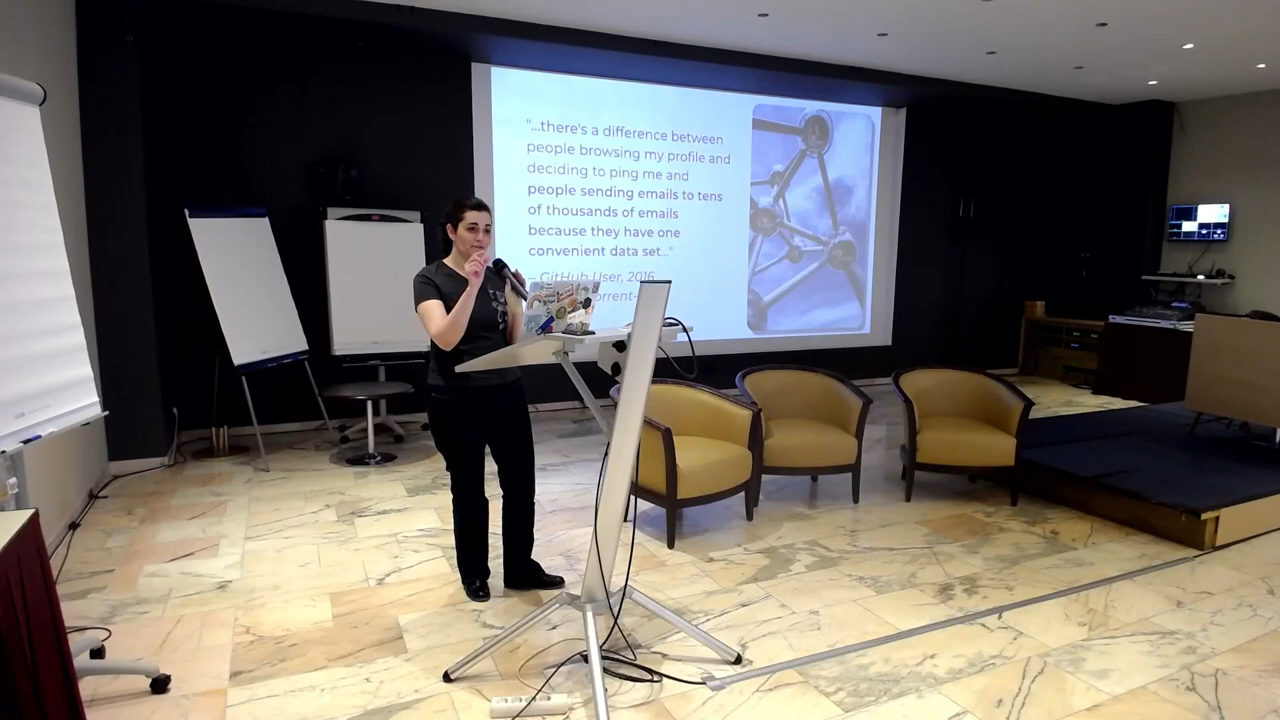 "...there's a difference between
people browsing my profile and
deciding to ping me and
people sending emails to tens
of thousands of emails
because they have one
convenient data set..."
– GitHub User, 2016